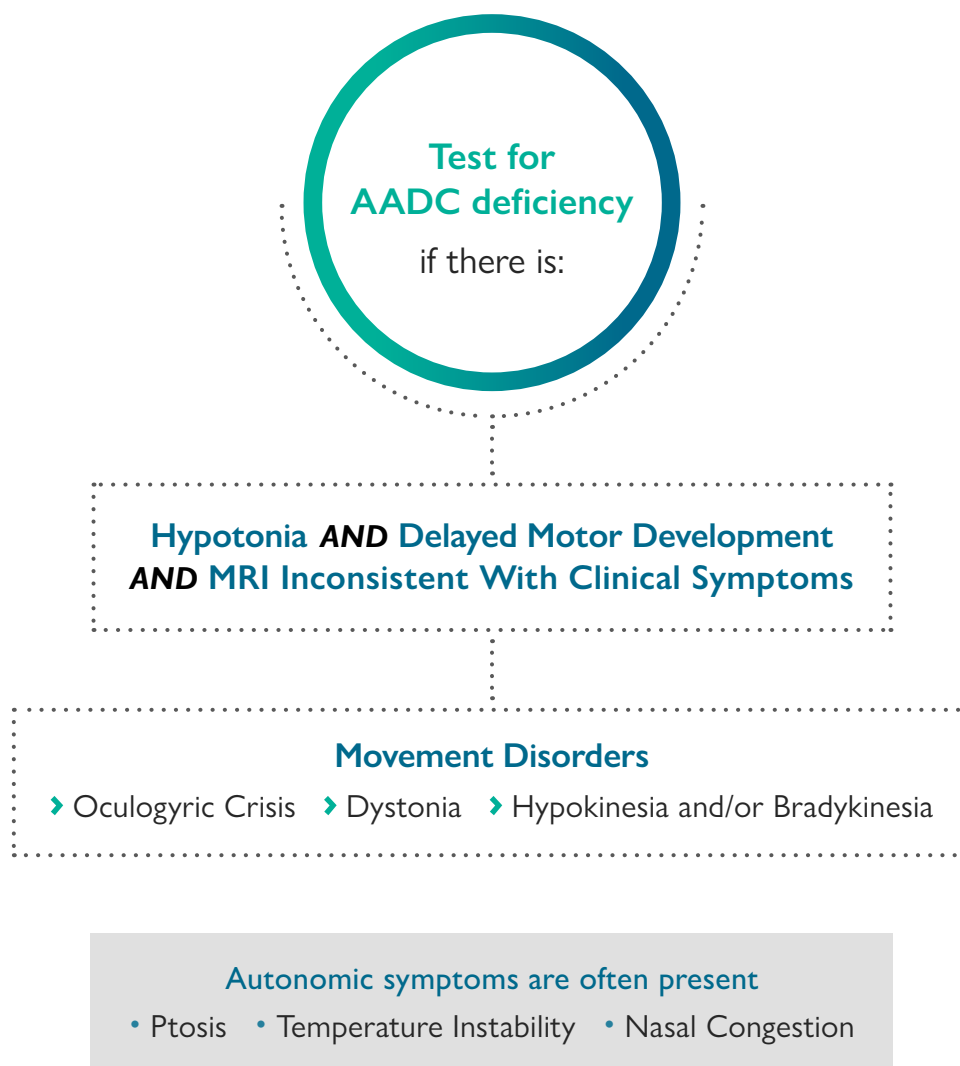 Test for
AADC deficiency
if there is:
Hypotonia AND Delayed Motor Development
AND MRI Inconsistent With Clinical Symptoms
Movement Disorders
› Oculogyric Crisis › Dystonia › Hypokinesia and/or Bradykinesia
Autonomic symptoms are often present
• Ptosis • Temperature Instability • Nasal Congestion